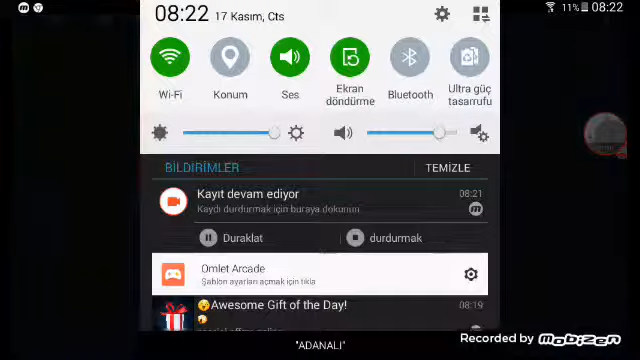 11% 08:22
08:22 17 Kasım, Cts
Wi-Fi
Konum
Ses
Ekran
döndürme
Bluetooth
Ultra güç
tasarrufu
BİLDİRİMLER
TEMİZLE
Kayıt devam ediyor
08:21
Kaydı durdurmak için buraya dokunun
Duraklat
durdurmak
Omlet Arcade
Şablon ayarları açmak için tıkla
Awesome Gift of the Day!
08:19
Recorded by MOBIZEN
"ADANALI"